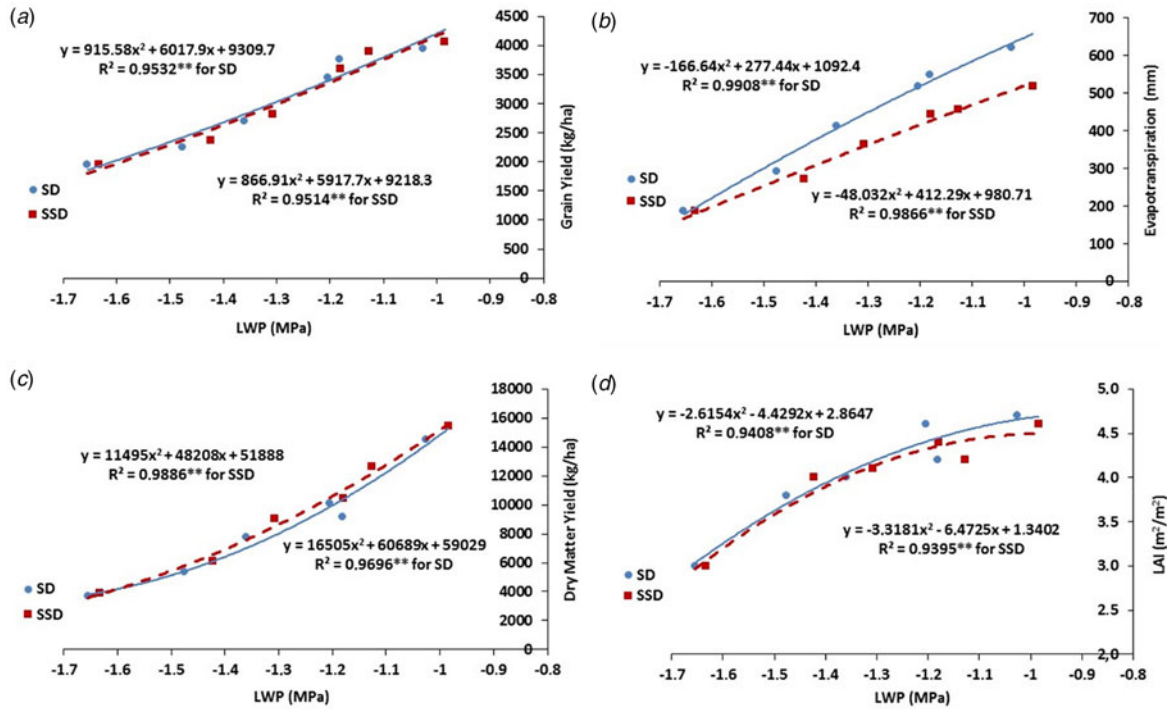 (a)
y = 915.58x² + 6017.9x + 9309.7
R² = 0.9532** for SD
y = 866.91x² + 5917.7x + 9218.3
R² = 0.9514** for SSD
SD
SSD
4500
4000
3500
3000
2500
2000
1500
1000
500
0
Grain Yield (kg/ha)
-1.7 -1.6 -1.5 -1.4 -1.3 -1.2 -1.1 -1 -0.9 -0.8
LWP (MPa)
(b)
y = -166.64x² + 277.44x + 1092.4
R² = 0.9908** for SD
y = -48.032x² + 412.29x + 980.71
R² = 0.9866** for SSD
SD
SSD
700
600
500
400
300
200
100
0
Evapotranspiration (mm)
-1.7 -1.6 -1.5 -1.4 -1.3 -1.2 -1.1 -1 -0.9 -0.8
LWP (MPa)
(c)
y = 11495x² + 48208x + 51888
R² = 0.9886** for SSD
y = 16505x² + 60689x + 59029
R² = 0.9696** for SD
SD
SSD
18000
16000
14000
12000
10000
8000
6000
4000
2000
0
Dry Matter Yield (kg/ha)
-1.7 -1.6 -1.5 -1.4 -1.3 -1.2 -1.1 -1 -0.9 -0.8
LWP (MPa)
(d)
y = -2.6154x² - 4.4292x + 2.8647
R² = 0.9408** for SD
y = -3.3181x² - 6.4725x + 1.3402
R² = 0.9395** for SSD
SD
SSD
5.0
4.5
4.0
3.5
3.0
2.5
2,0
LAI (m²/m²)
-1.7 -1.6 -1.5 -1.4 -1.3 -1.2 -1.1 -1 -0.9 -0.8
LWP (MPa)